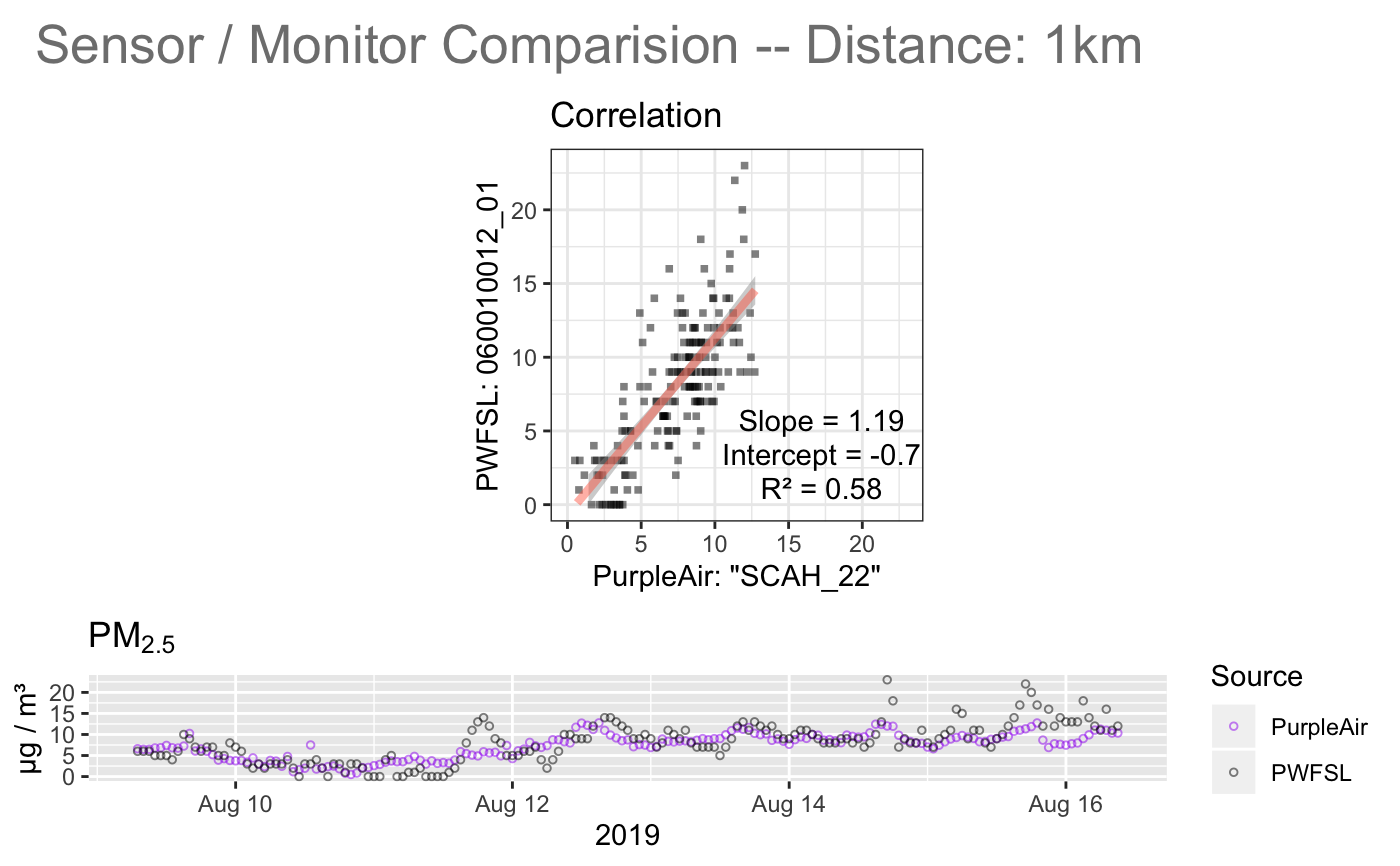 Sensor / Monitor Comparision -- Distance: 1km
Correlation
PWFSL: 060010012_01
20
15
10
5
0
Slope = 1.19
Intercept = -0.7
R² = 0.58
0 5 10 15 20
PurpleAir: "SCAH_22"
PM2.5
µg / m³
20
15
10
5
0
Aug 10 Aug 12 Aug 14 Aug 16
2019
Source
PurpleAir
PWFSL